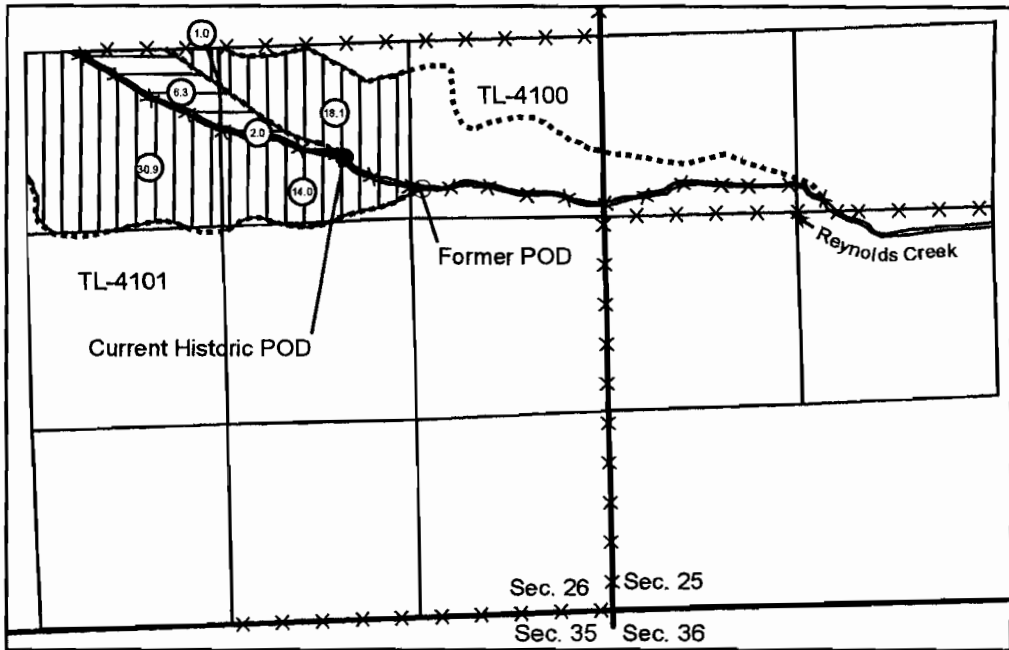 1.0
6.3
18.1
TL-4100
2.0
30.9
14.0
Former POD
Reynolds Creek
TL-4101
Current Historic POD
Sec. 26
Sec. 25
Sec. 35
Sec. 36